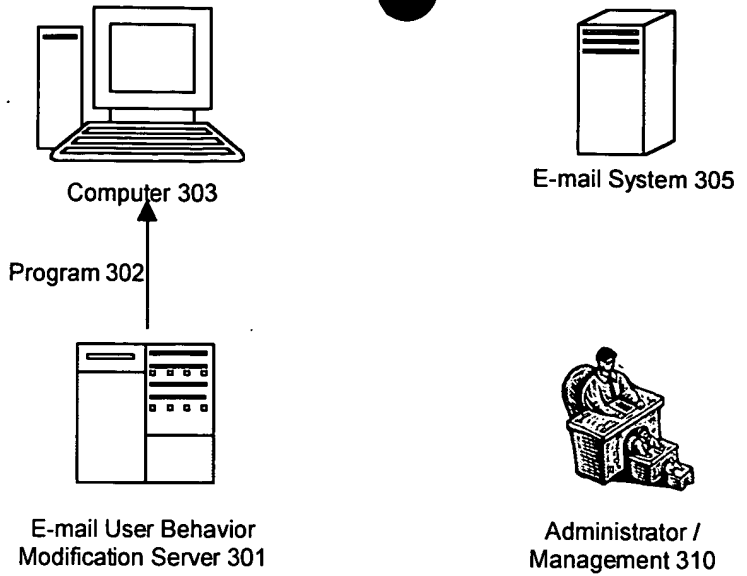 Computer 303
E-mail System 305
Program 302
E-mail User Behavior
Modification Server 301
Administrator /
Management 310